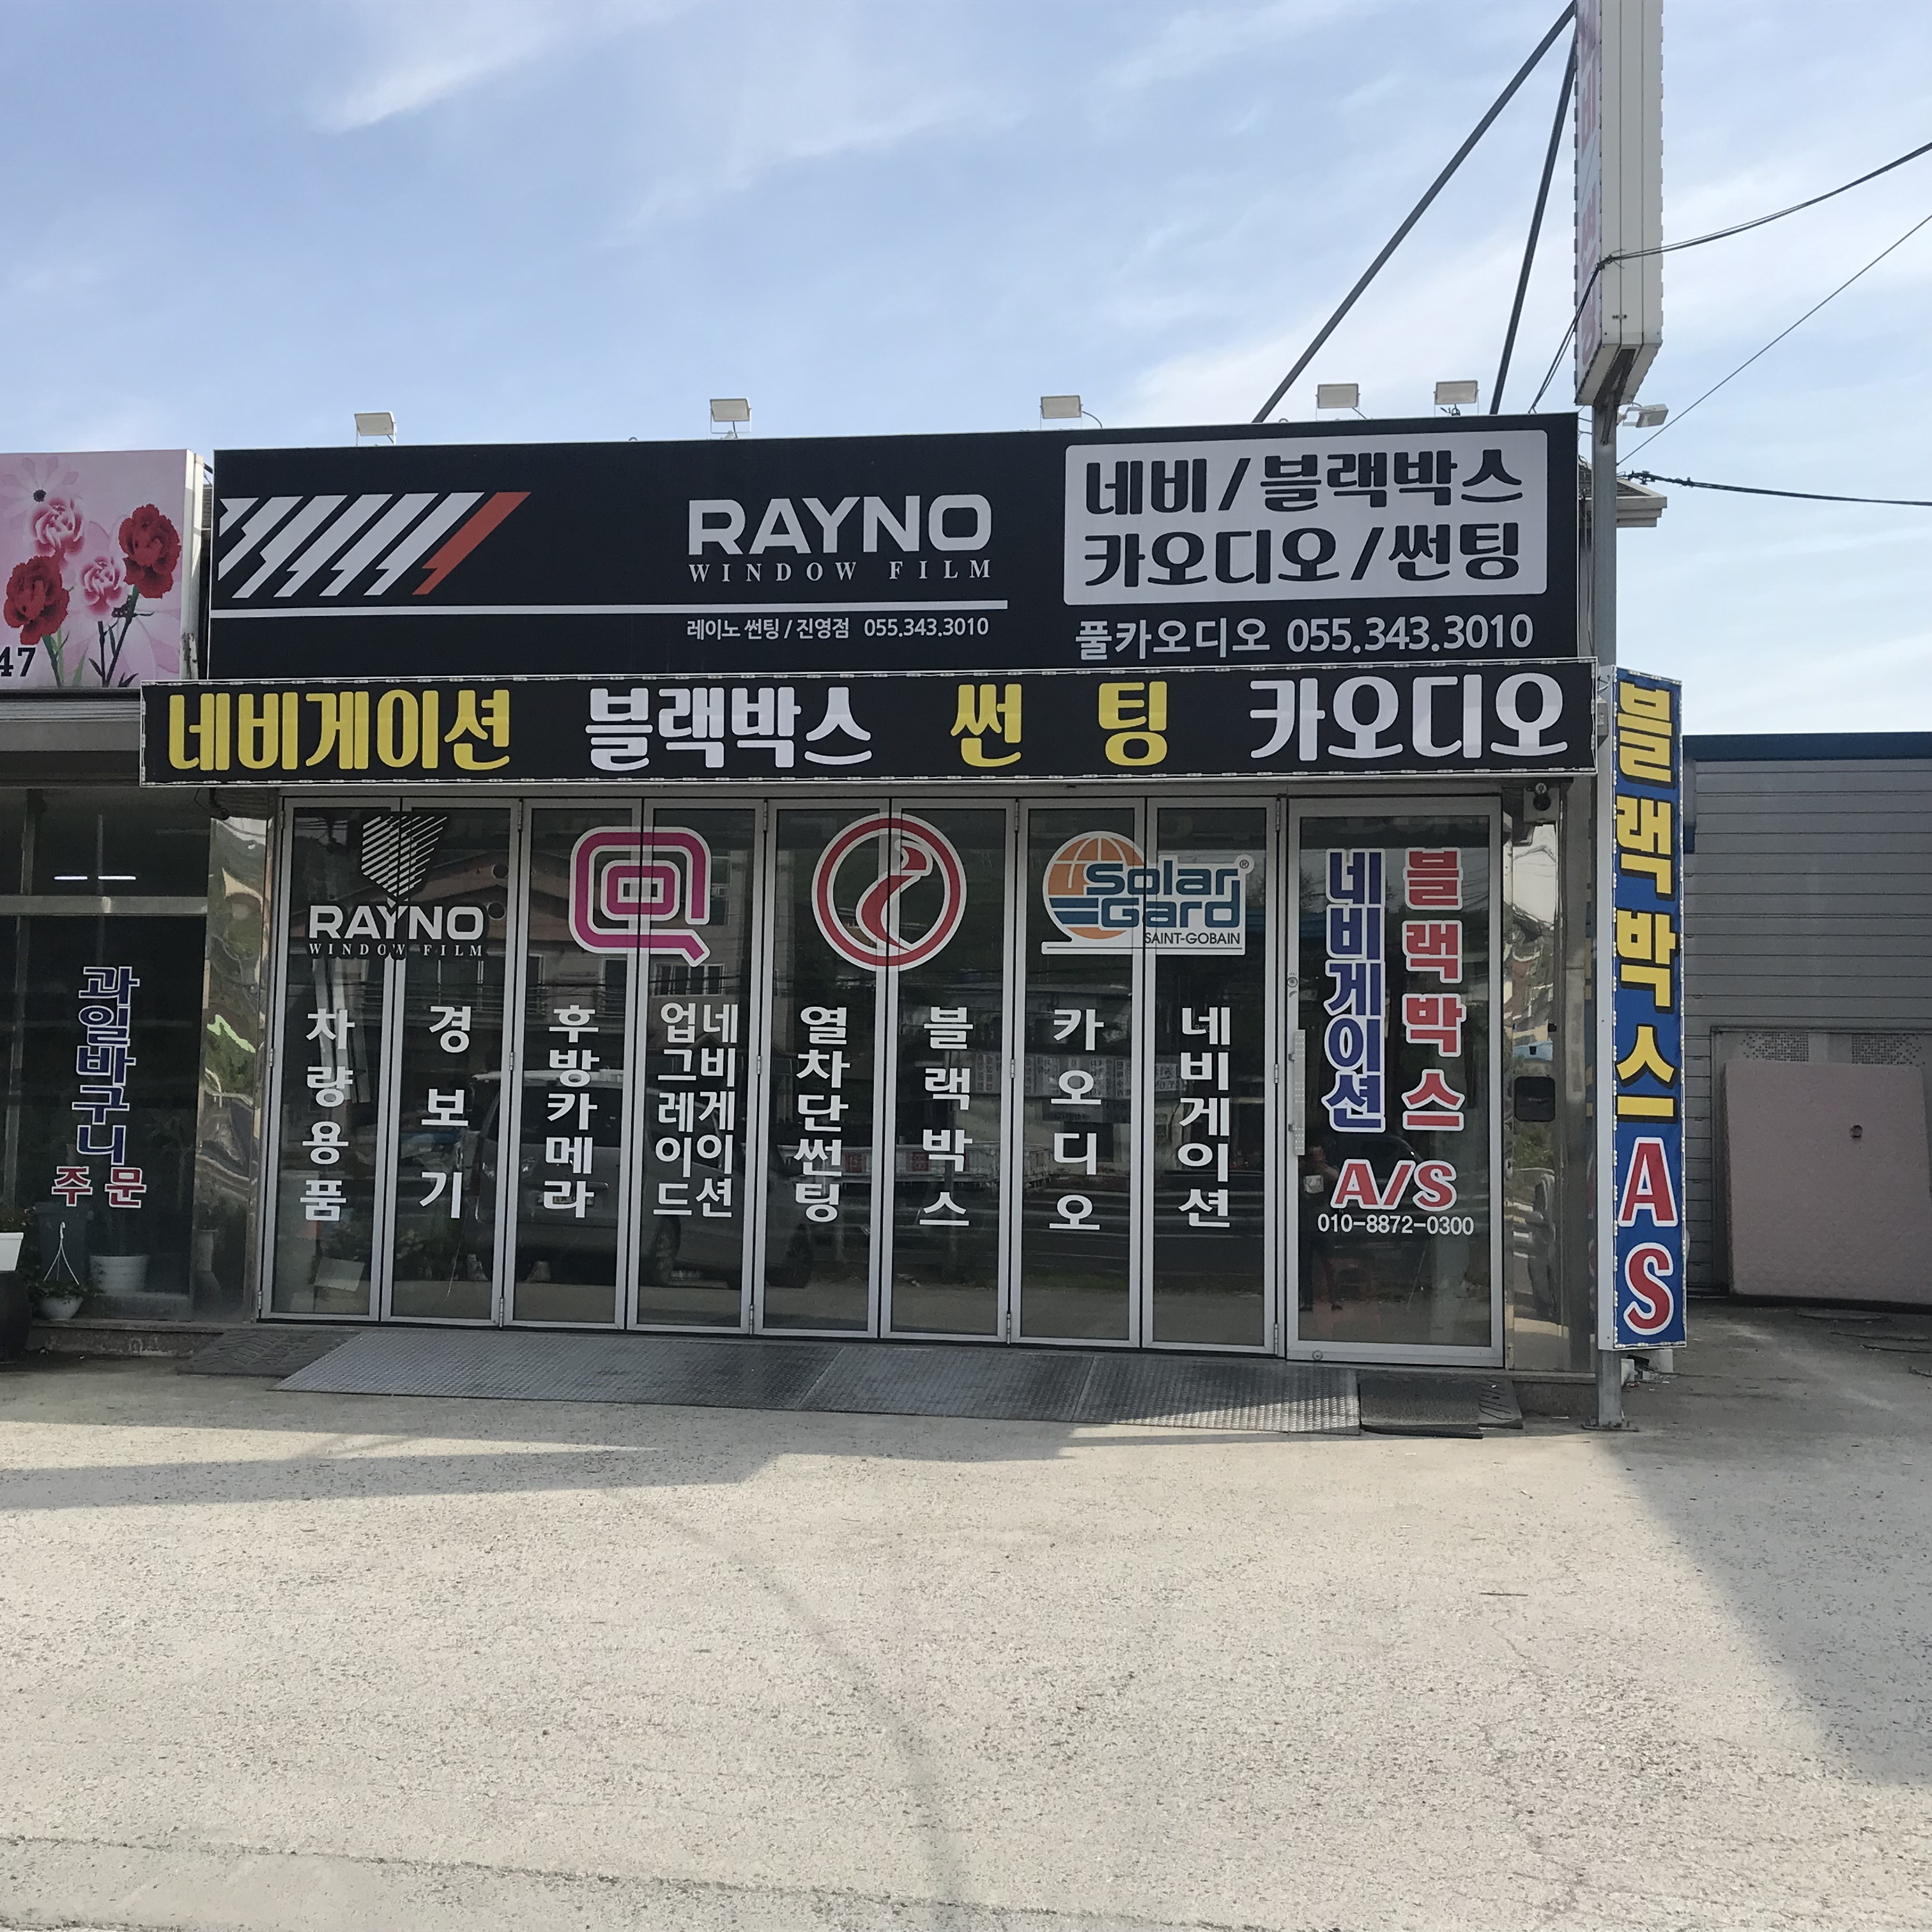 RAYNO
WINDOW FILM
레이노 썬팅 / 진영점 055.343.3010
네비/블랙박스
카오디오/썬팅
풀카오디오 055.343.3010
47
네비게이션 블랙박스 썬팅 카오디오
RAYNO
WINDOW FILM
Solar
Gard
SAINT-GOBAIN
과일바구니
주문
차량용품
경보기
후방카메라
네비게이션
업그레이드
열차단썬팅
블랙박스
카오디오
네비게이션
네비게이션
블랙박스
A/S
010-8872-0300
블랙박스AS